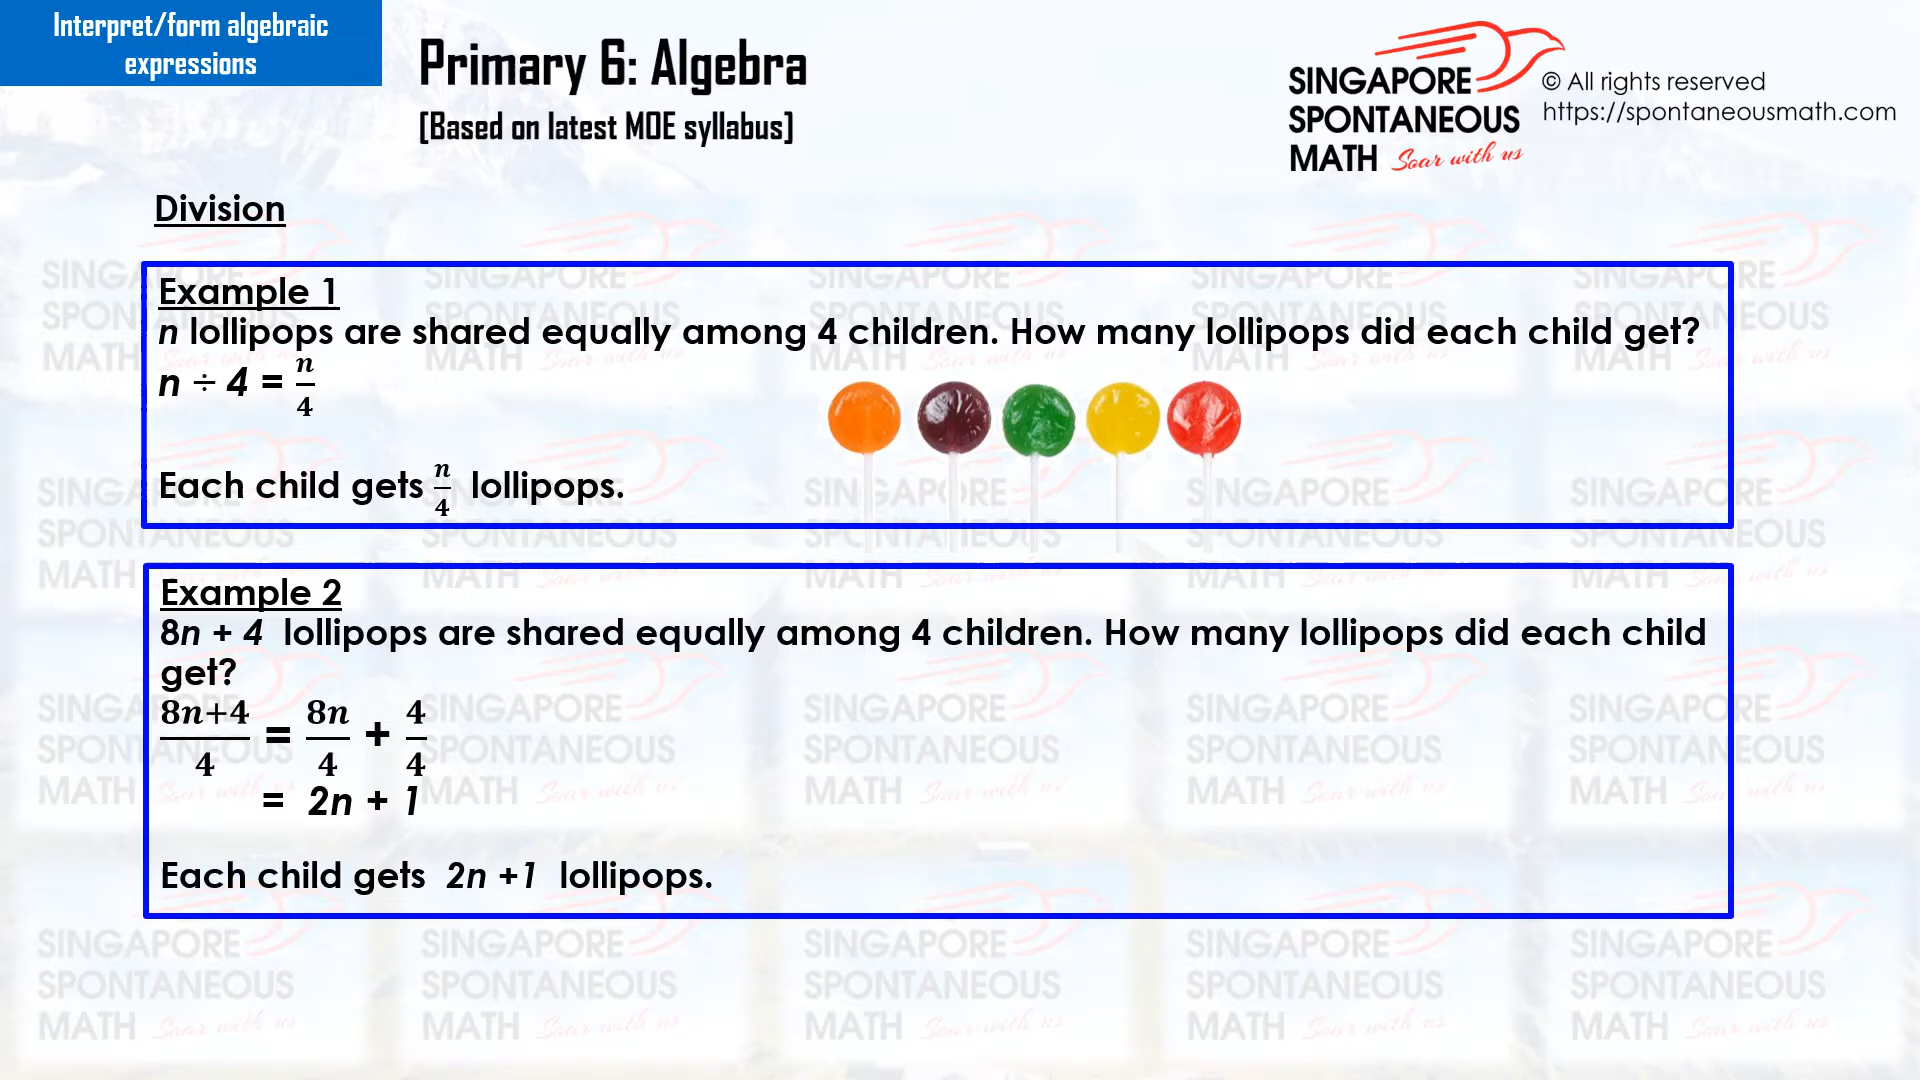 Interpret/form algebraic
expressions
Primary 6: Algebra
[Based on latest MOE syllabus]
SINGAPORE
SPONTANEOUS
MATH Soar with us
© All rights reserved
https://spontaneousmath.com
Division
Example 1
n lollipops are shared equally among 4 children. How many lollipops did each child get?
n ÷ 4 = n/4
Each child gets n/4 lollipops.
Example 2
8n + 4 lollipops are shared equally among 4 children. How many lollipops did each child
get?
8n+4/4 = 8n/4 + 4/4
= 2n + 1
Each child gets 2n +1 lollipops.